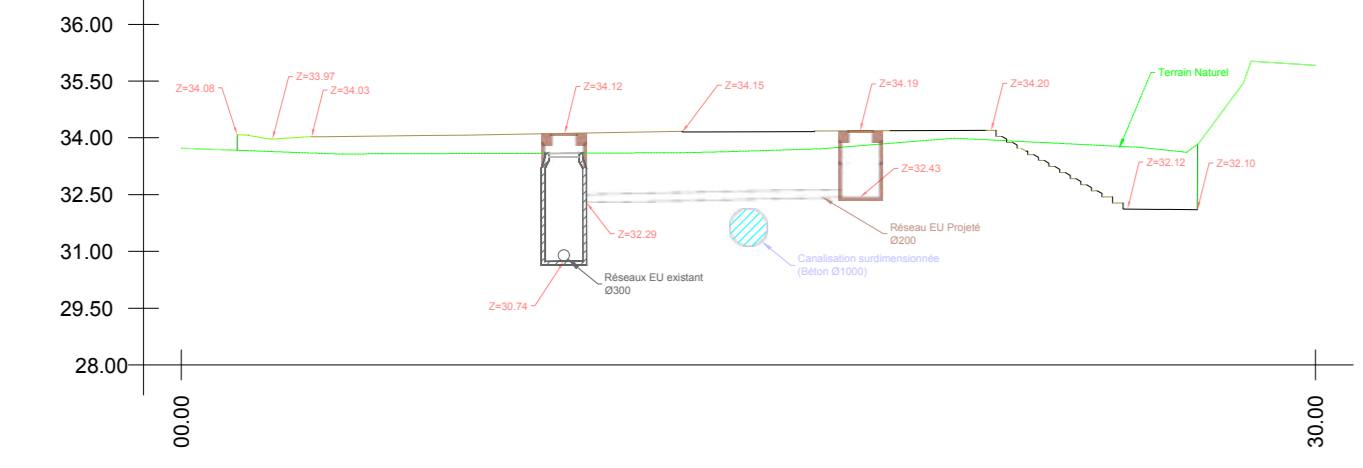 36.00
35.50
34.00
32.50
31.00
29.50
28.00
Z=34.08
Z=33.97
Z=34.03
Z=34.12
Z=34.15
Z=34.19
Z=34.20
Terrain Naturel
Z=32.43
Z=32.12
Z=32.10
Z=32.29
Réseau EU Projeté
Ø200
Canalisation surdimensionnée
(Béton Ø1000)
Réseaux EU existant
Ø300
Z=30.74
00.00
30.00